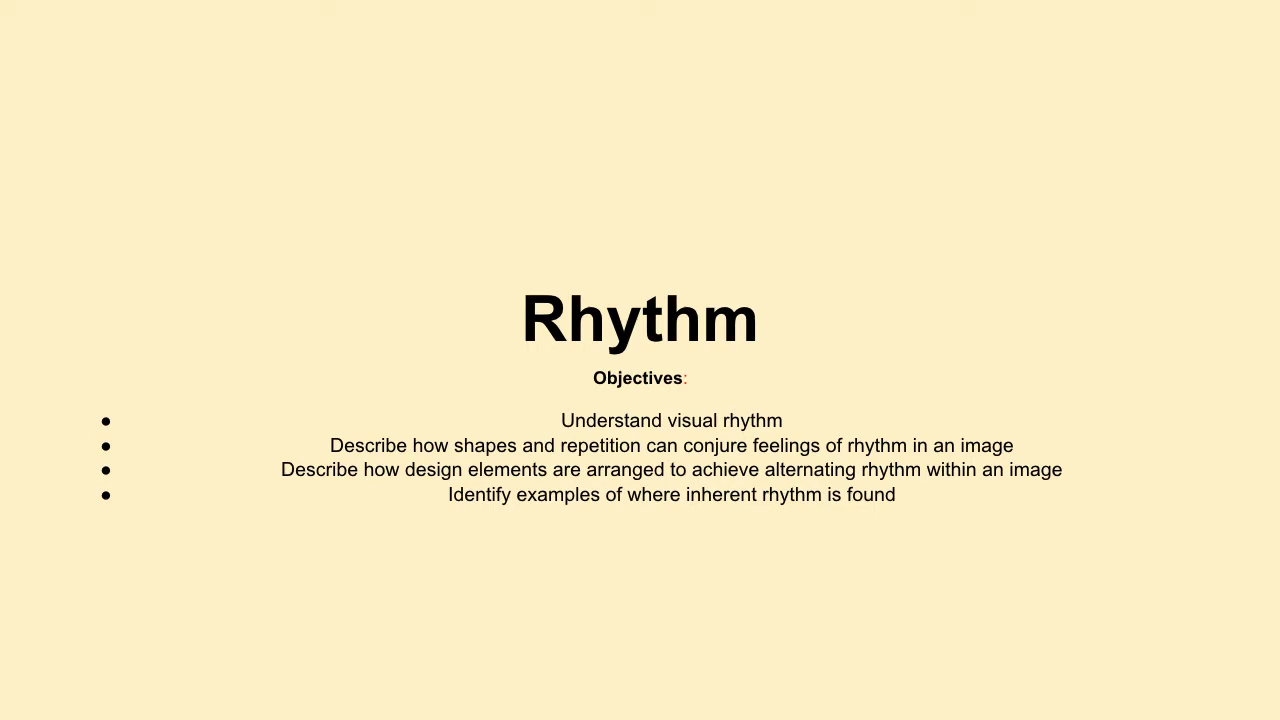 Rhythm
Objectives:
● Understand visual rhythm
● Describe how shapes and repetition can conjure feelings of rhythm in an image
● Describe how design elements are arranged to achieve alternating rhythm within an image
● Identify examples of where inherent rhythm is found